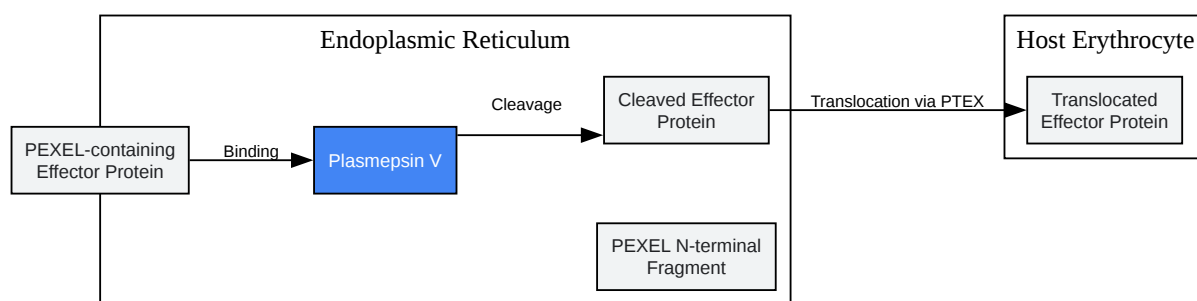 Endoplasmic Reticulum
Host Erythrocyte
PEXEL-containing
Effector Protein
Binding
Plasmepsin V
Cleavage
Cleaved Effector
Protein
Translocation via PTEX
Translocated
Effector Protein
PEXEL N-terminal
Fragment